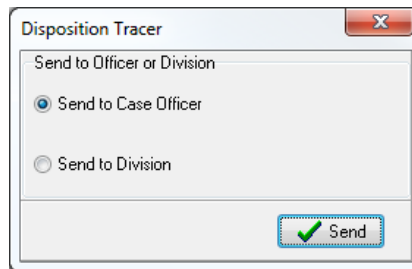 Disposition Tracer
Send to Officer or Division
Send to Case Officer
Send to Division
Send